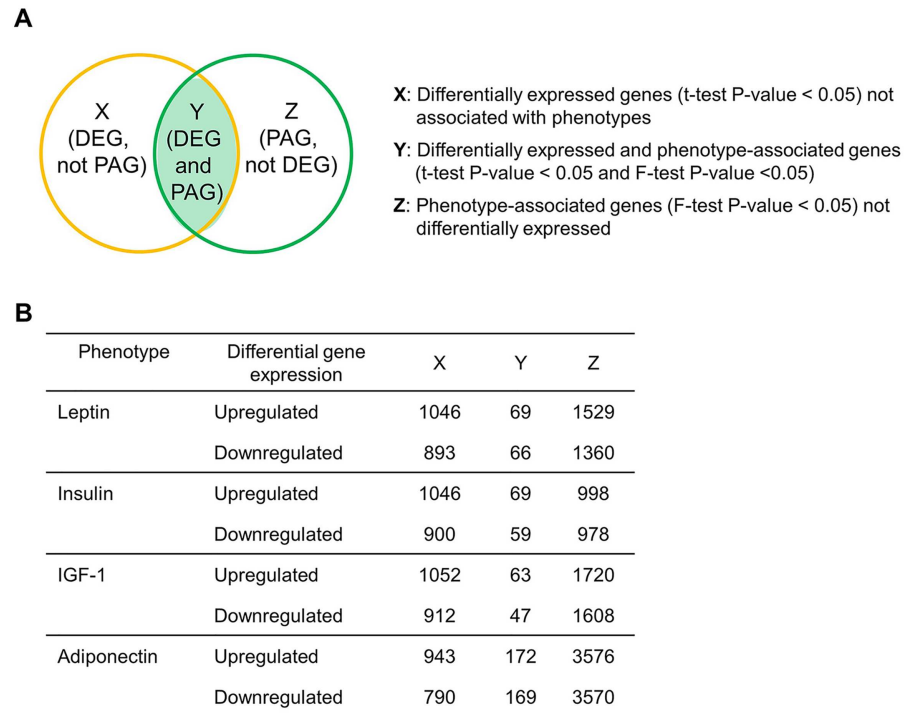 A
X
(DEG,
not PAG)
Y
(DEG
and
PAG)
Z
(PAG,
not DEG)
X: Differentially expressed genes (t-test P-value < 0.05) not
associated with phenotypes
Y: Differentially expressed and phenotype-associated genes
(t-test P-value < 0.05 and F-test P-value <0.05)
Z: Phenotype-associated genes (F-test P-value < 0.05) not
differentially expressed
B
Phenotype Differential gene expression X Y Z
Leptin Upregulated 1046 69 1529
Downregulated 893 66 1360
Insulin Upregulated 1046 69 998
Downregulated 900 59 978
IGF-1 Upregulated 1052 63 1720
Downregulated 912 47 1608
Adiponectin Upregulated 943 172 3576
Downregulated 790 169 3570